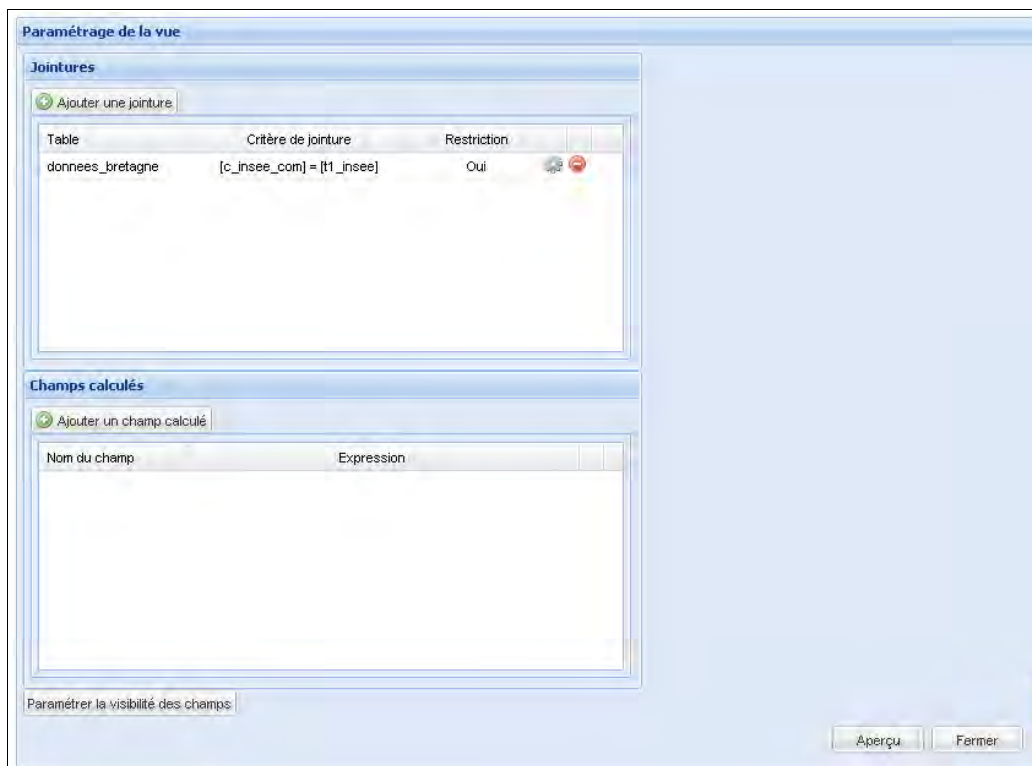 Paramétrage de la vue
Jointures
Ajouter une jointure
Table Critère de jointure Restriction
donnees_bretagne [c_insee_com] = [t1_insee] Oui
Champs calculés
Ajouter un champ calculé
Nom du champ Expression
Paramétrer la visibilité des champs
Aperçu Fermer